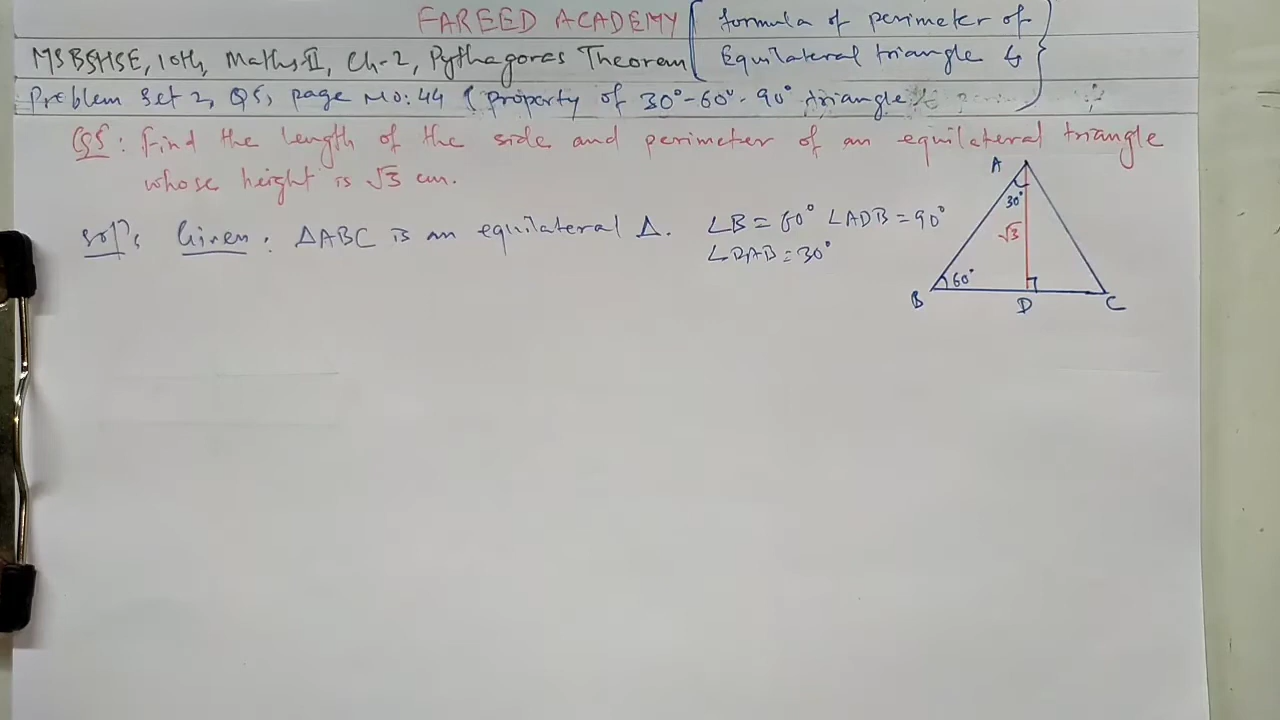 FAREED ACADEMY ( formula of perimeter of
MSBSHSE, 10th, Maths-II, Ch-2, Pythagoras Theorem Equilateral triangle &
Problem Set 2, Q5, page No: 44 (property of 30°-60°-90° triangle
Q5: Find the length of the side and perimeter of an equilateral triangle
whose height is √3 cm.
Solⁿ: Given: △ABC is an equilateral △. ∠B = 60° ∠ADB = 90°
∠DAB = 30°
A
30°
√3
60°
B D C